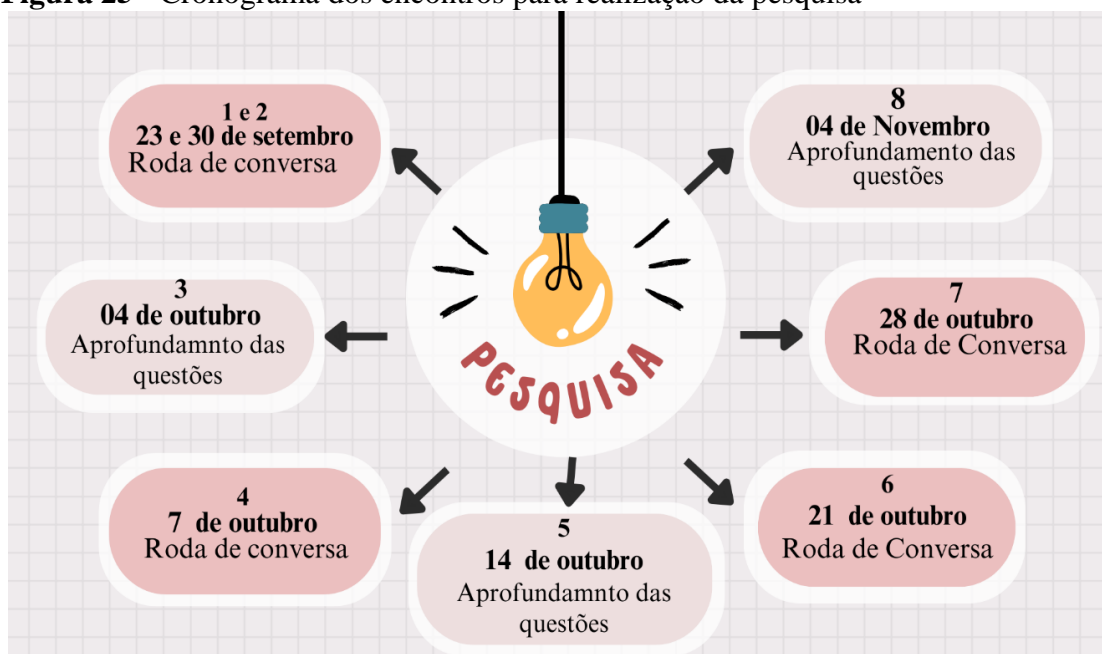 Figura 25 - Cronograma dos encontros para realização da pesquisa
1 e 2
23 e 30 de setembro
Roda de conversa
3
04 de outubro
Aprofundamnto das
questões
4
7 de outubro
Roda de conversa
5
14 de outubro
Aprofundamnto das
questões
6
21 de outubro
Roda de Conversa
7
28 de outubro
Roda de Conversa
8
04 de Novembro
Aprofundamento das
questões
PESQUISA